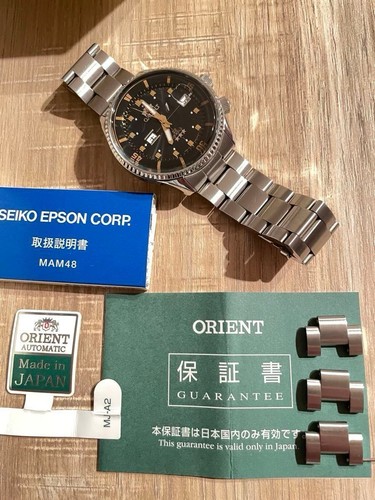 ORIENT
SEIKO EPSON CORP.
取扱説明書
MAM48
ORIENT
AUTOMATIC
Made in
JAPAN
MJ-A2
ORIENT
保証書
GUARANTEE
本保証書は日本国内のみ有効です
This guarantee is valid only in Japan